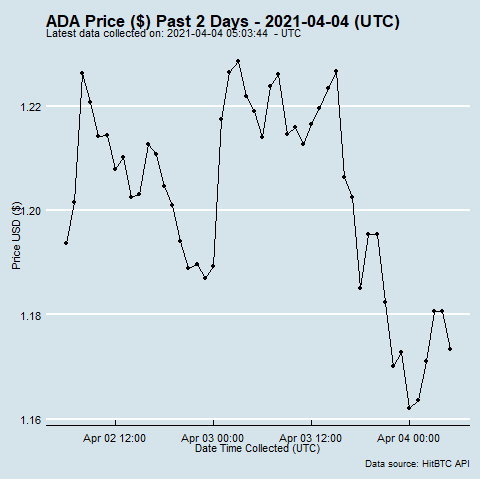 ADA Price ($) Past 2 Days - 2021-04-04 (UTC)
Latest data collected on: 2021-04-04 05:03:44  - UTC
1.22
1.20
1.18
1.16
Price USD ($)
Apr 02 12:00
Apr 03 00:00
Apr 03 12:00
Apr 04 00:00
Date Time Collected (UTC)
Data source: HitBTC API